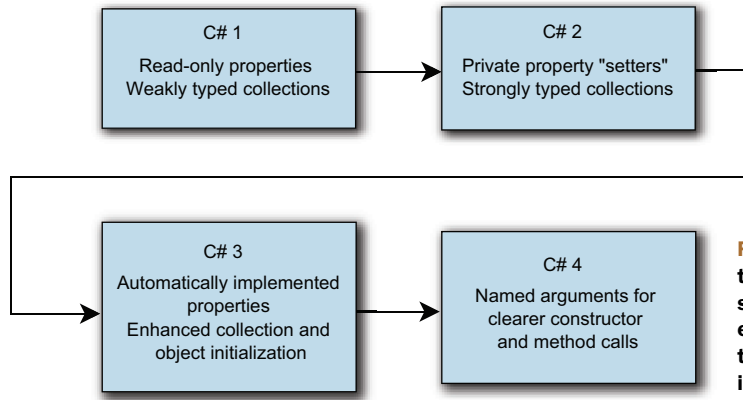 C# 1
Read-only properties
Weakly typed collections
C# 2
Private property "setters"
Strongly typed collections
C# 3
Automatically implemented
properties
Enhanced collection and
object initialization
C# 4
Named arguments for
clearer constructor
and method calls